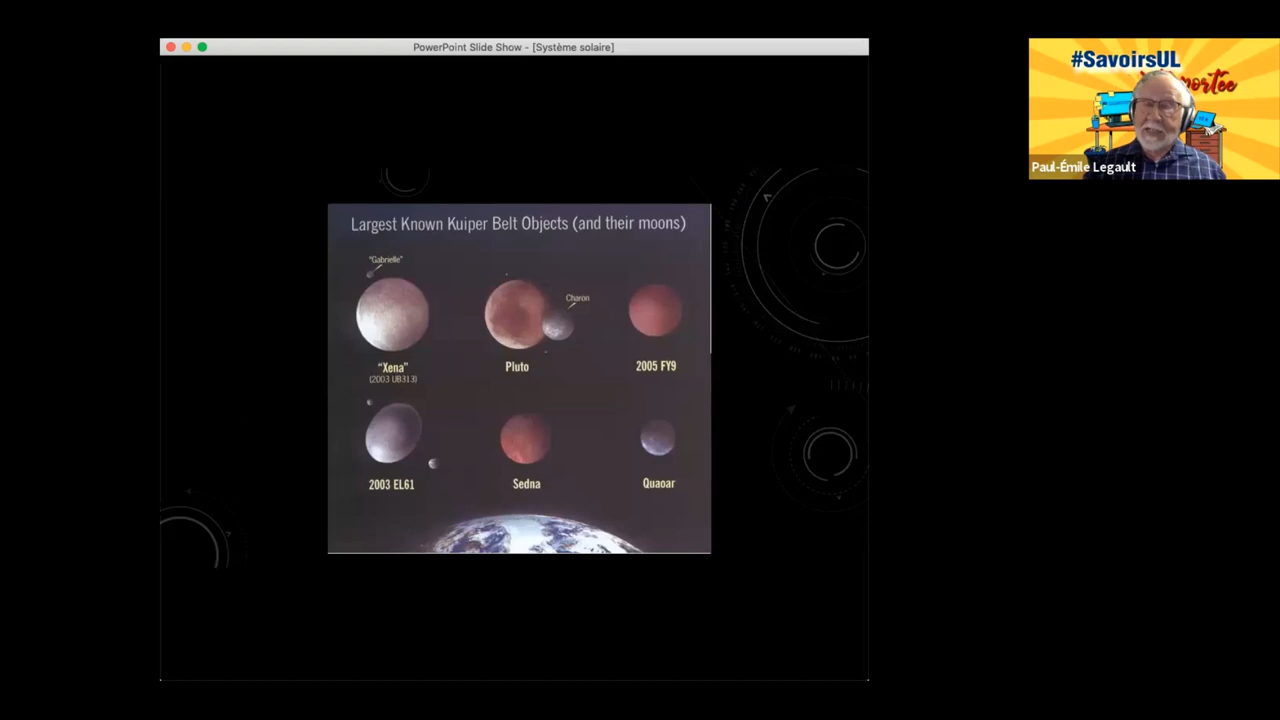 PowerPoint Slide Show - [Système solaire]
#SavoirsUL
Paul-Émile Legault
Largest Known Kuiper Belt Objects (and their moons)
"Gabrielle"
Charon
"Xena"
(2003 UB313)
Pluto
2005 FY9
2003 EL61
Sedna
Quaoar